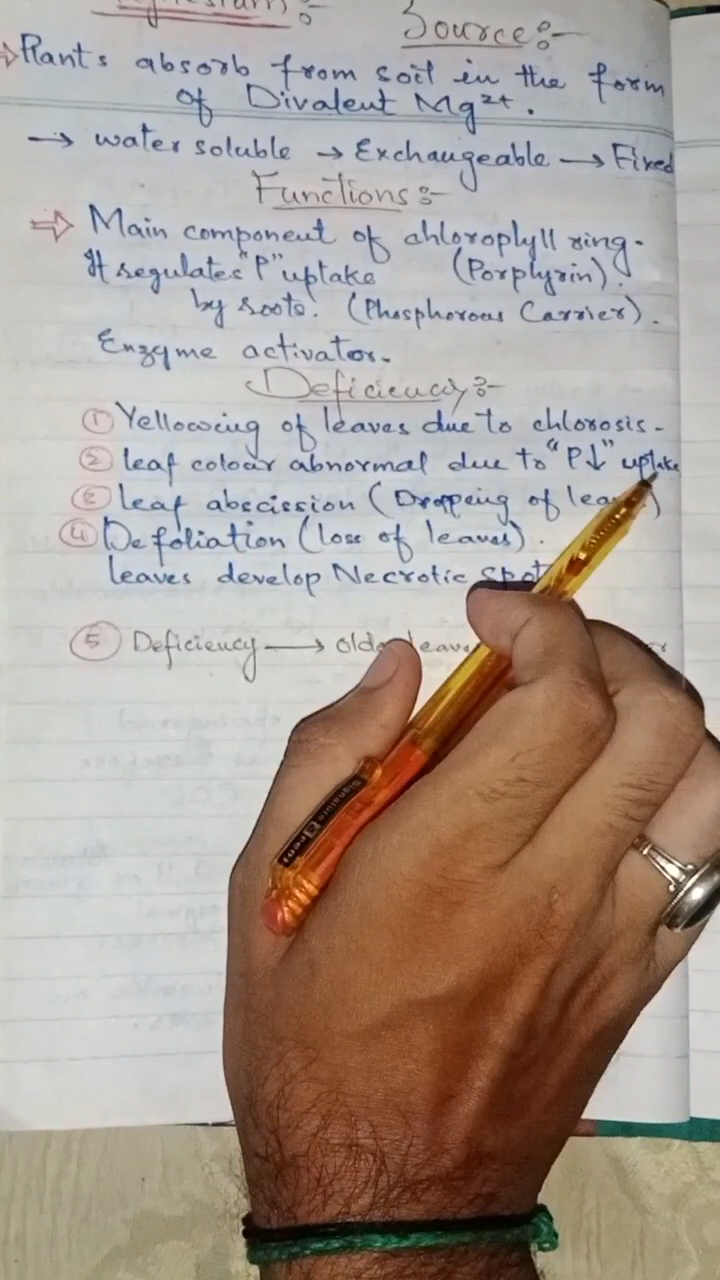 Source:-
⇒ Plants absorb from soil in the form
of Divalent Mg²⁺.
→ water soluble → Exchangeable → Fixed
Functions:-
⇒ Main component of chlorophyll ring.
It regulates "P" uptake (Porplyrin).
by roots. (Phosphorous Carrier).
Enzyme activator.
Deficiency:-
① Yellowing of leaves due to chlorosis.
② leaf colour abnormal due to "P↓" uptake
③ leaf abscission (Dropping of
④ Defoliation (loss of leaves).
leaves develop Necrotic
⑤ Deficiency →
Signature